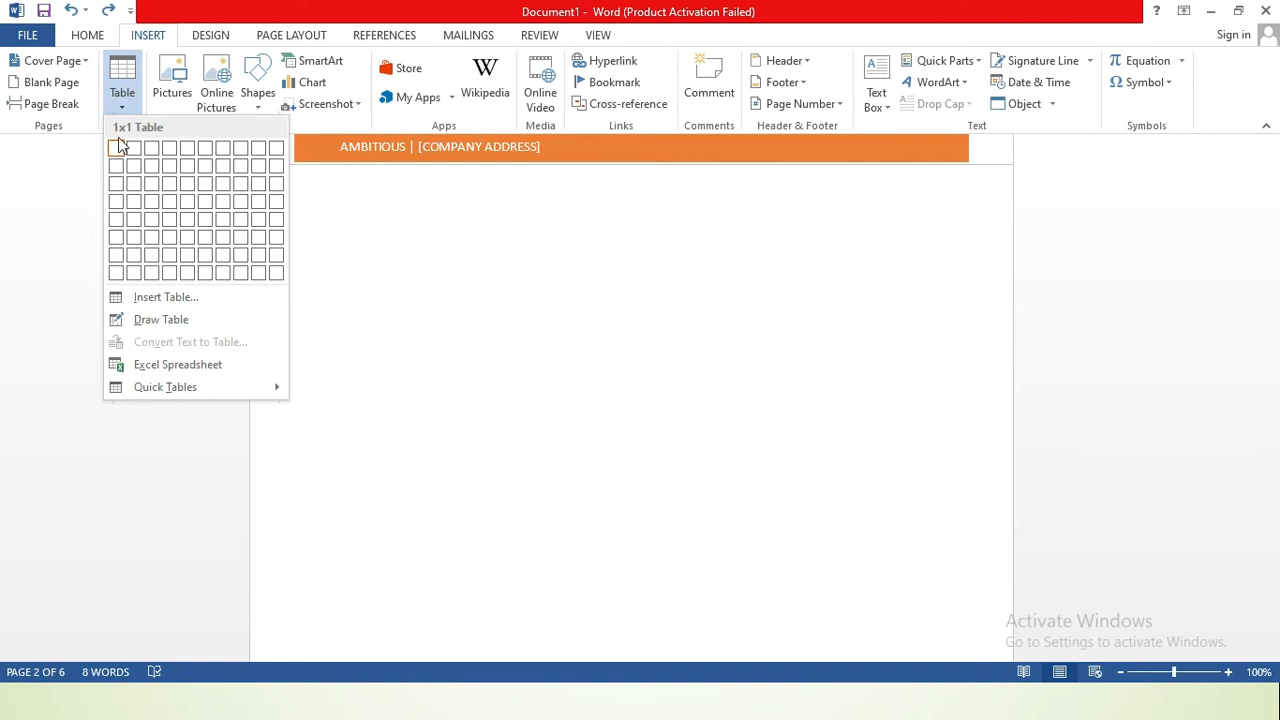 Document1 - Word (Product Activation Failed)
FILE HOME INSERT DESIGN PAGE LAYOUT REFERENCES MAILINGS REVIEW VIEW Sign in
Cover Page
Blank Page
Page Break
Pages
Table
Pictures
Online Pictures
Shapes
SmartArt
Chart
Screenshot
Store
My Apps
Wikipedia
Apps
Online Video
Media
Hyperlink
Bookmark
Cross-reference
Links
Comment
Comments
Header
Footer
Page Number
Header & Footer
Text Box
Quick Parts
WordArt
Drop Cap
Signature Line
Date & Time
Object
Text
Equation
Symbol
Symbols
1x1 Table
Insert Table...
Draw Table
Convert Text to Table...
Excel Spreadsheet
Quick Tables
AMBITIOUS | [COMPANY ADDRESS]
Activate Windows
Go to Settings to activate Windows.
PAGE 2 OF 6 8 WORDS 100%